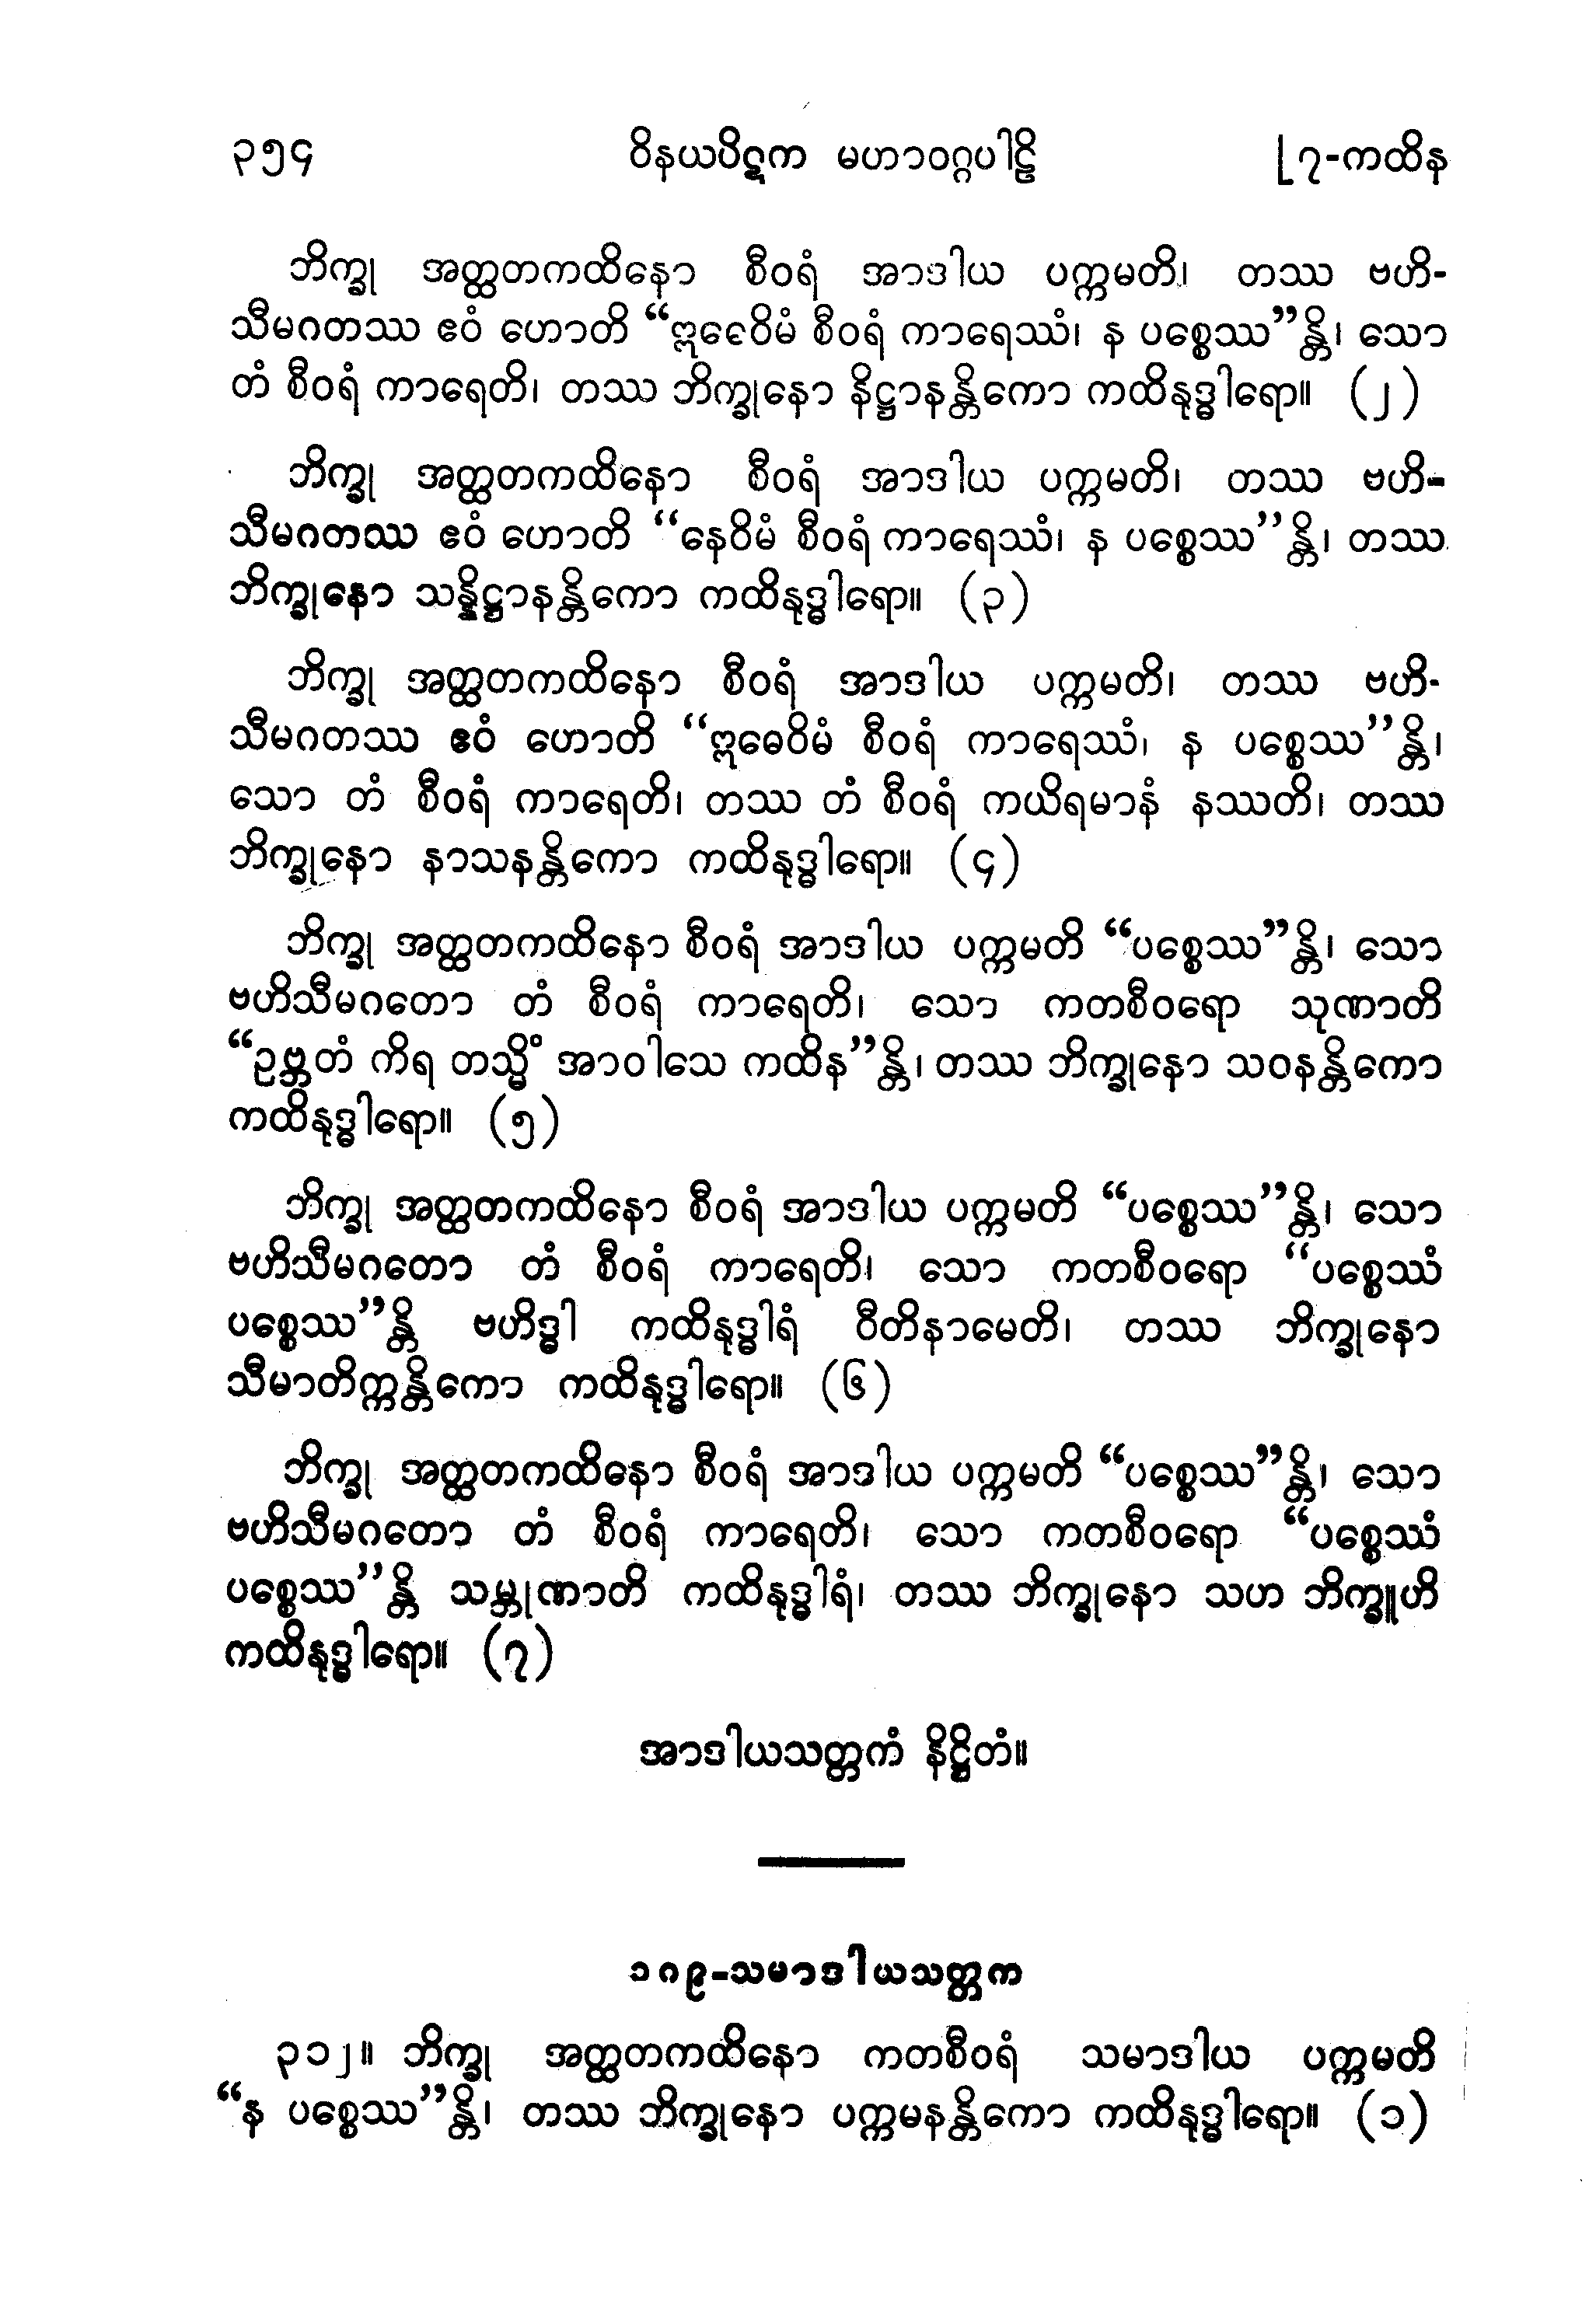 ၃၅၄ ဝိနယပိဋက မဟာဝဂ္ဂပါဠိ [၇-ကထိန
ဘိက္ခု အတ္ထတကထိနော စီဝရံ အာဒါယ ပက္ကမတိ၊ တဿ ဗဟိ-
သီမဂတဿ ဧဝံ ဟောတိ “ဣဓေဝိမံ စီဝရံ ကာရေဿံ၊ န ပစ္စေဿ”န္တိ၊ သော
တံ စီဝရံ ကာရေတိ၊ တဿ ဘိက္ခုနော နိဋ္ဌာနန္တိကော ကထိနုဒ္ဓါရော။ (၂)
ဘိက္ခု အတ္ထတကထိနော စီဝရံ အာဒါယ ပက္ကမတိ၊ တဿ ဗဟိ-
သီမဂတဿ ဧဝံ ဟောတိ “နေဝိမံ စီဝရံ ကာရေဿံ၊ န ပစ္စေဿ”န္တိ၊ တဿ
ဘိက္ခုနော သန္နိဋ္ဌာနန္တိကော ကထိနုဒ္ဓါရော။ (၃)
ဘိက္ခု အတ္ထတကထိနော စီဝရံ အာဒါယ ပက္ကမတိ၊ တဿ ဗဟိ-
သီမဂတဿ ဧဝံ ဟောတိ “ဣဓေဝိမံ စီဝရံ ကာရေဿံ၊ န ပစ္စေဿ”န္တိ၊
သော တံ စီဝရံ ကာရေတိ၊ တဿ တံ စီဝရံ ကယိရမာနံ နဿတိ၊ တဿ
ဘိက္ခုနော နာသနန္တိကော ကထိနုဒ္ဓါရော။ (၄)
ဘိက္ခု အတ္ထတကထိနော စီဝရံ အာဒါယ ပက္ကမတိ “ပစ္စေဿ”န္တိ၊ သော
ဗဟိသီမဂတော တံ စီဝရံ ကာရေတိ၊ သော ကတစီဝရော သုဏာတိ
“ဥဗ္ဘတံ ကိရ တသ္မိံ အာဝါသေ ကထိန”န္တိ၊ တဿ ဘိက္ခုနော သဝနန္တိကော
ကထိနုဒ္ဓါရော။ (၅)
ဘိက္ခု အတ္ထတကထိနော စီဝရံ အာဒါယ ပက္ကမတိ “ပစ္စေဿ”န္တိ၊ သော
ဗဟိသီမဂတော တံ စီဝရံ ကာရေတိ၊ သော ကတစီဝရော “ပစ္စေဿံ
ပစ္စေဿ”န္တိ ဗဟိဒ္ဓါ ကထိနုဒ္ဓါရံ ဝီတိနာမေတိ၊ တဿ ဘိက္ခုနော
သီမာတိက္ကန္တိကော ကထိနုဒ္ဓါရော။ (၆)
ဘိက္ခု အတ္ထတကထိနော စီဝရံ အာဒါယ ပက္ကမတိ “ပစ္စေဿ”န္တိ၊ သော
ဗဟိသီမဂတော တံ စီဝရံ ကာရေတိ၊ သော ကတစီဝရော “ပစ္စေဿံ
ပစ္စေဿ”န္တိ သမ္ဘုဏာတိ ကထိနုဒ္ဓါရံ၊ တဿ ဘိက္ခုနော သဟ ဘိက္ခူဟိ
ကထိနုဒ္ဓါရော။ (၇)
အာဒါယသတ္တကံ နိဋ္ဌိတံ။
၁၈၉-သမာဒါယသတ္တက
၃၁၂။ ဘိက္ခု အတ္ထတကထိနော ကတစီဝရံ သမာဒါယ ပက္ကမတိ
“န ပစ္စေဿ”န္တိ၊ တဿ ဘိက္ခုနော ပက္ကမနန္တိကော ကထိနုဒ္ဓါရော။ (၁)